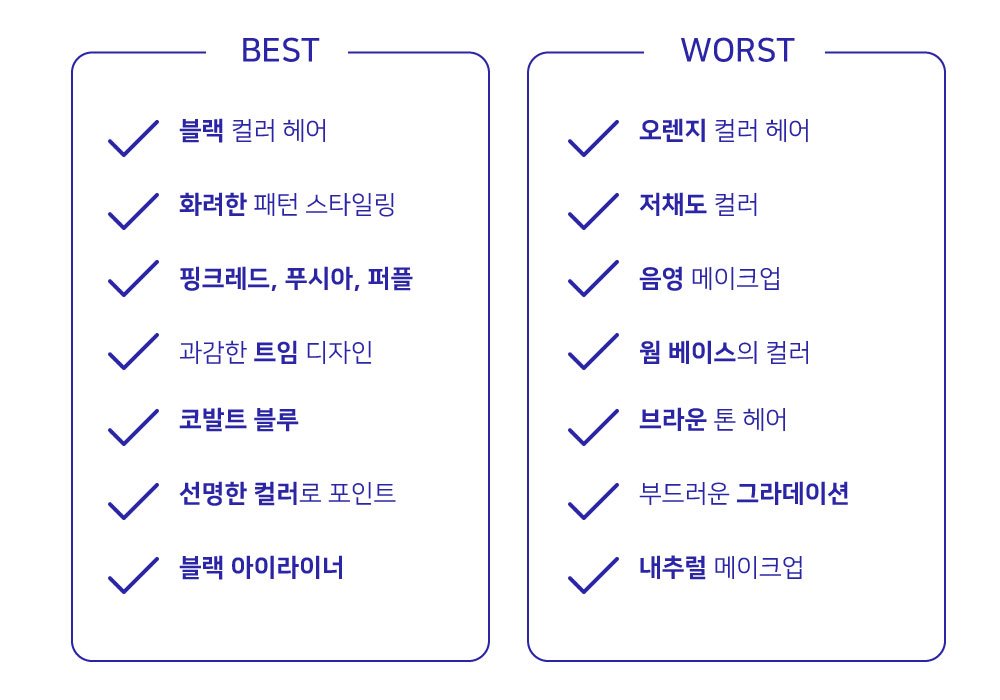 BEST
블랙 컬러 헤어
화려한 패턴 스타일링
핑크레드, 푸시아, 퍼플
과감한 트임 디자인
코발트 블루
선명한 컬러로 포인트
블랙 아이라이너
WORST
오렌지 컬러 헤어
저채도 컬러
음영 메이크업
웜 베이스의 컬러
브라운 톤 헤어
부드러운 그라데이션
내추럴 메이크업